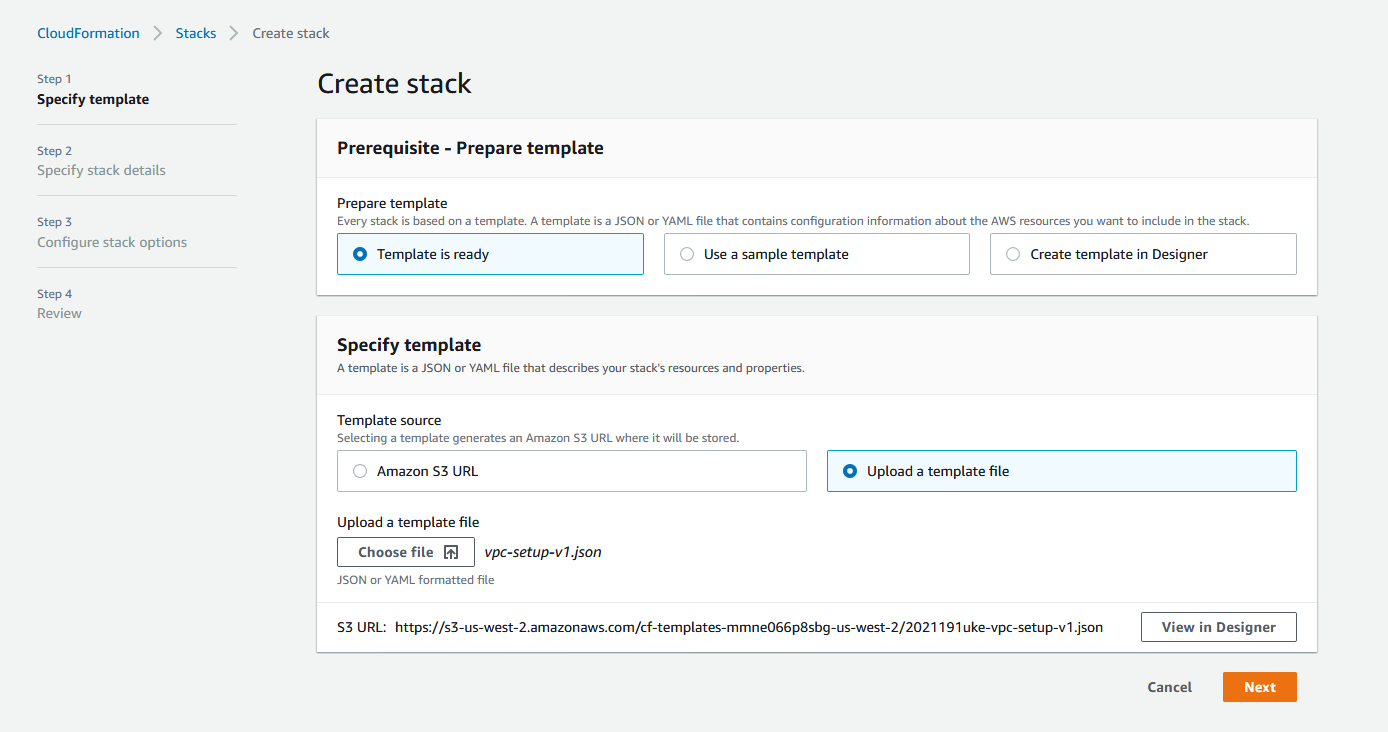 CloudFormation > Stacks > Create stack
Step 1
Specify template
Step 2
Specify stack details
Step 3
Configure stack options
Step 4
Review
Create stack
Prerequisite - Prepare template
Prepare template
Every stack is based on a template. A template is a JSON or YAML file that contains configuration information about the AWS resources you want to include in the stack.
Template is ready
Use a sample template
Create template in Designer
Specify template
A template is a JSON or YAML file that describes your stack's resources and properties.
Template source
Selecting a template generates an Amazon S3 URL where it will be stored.
Amazon S3 URL
Upload a template file
Upload a template file
Choose file vpc-setup-v1.json
JSON or YAML formatted file
S3 URL: https://s3-us-west-2.amazonaws.com/cf-templates-mmne066p8sbg-us-west-2/2021191uke-vpc-setup-v1.json View in Designer
Cancel Next